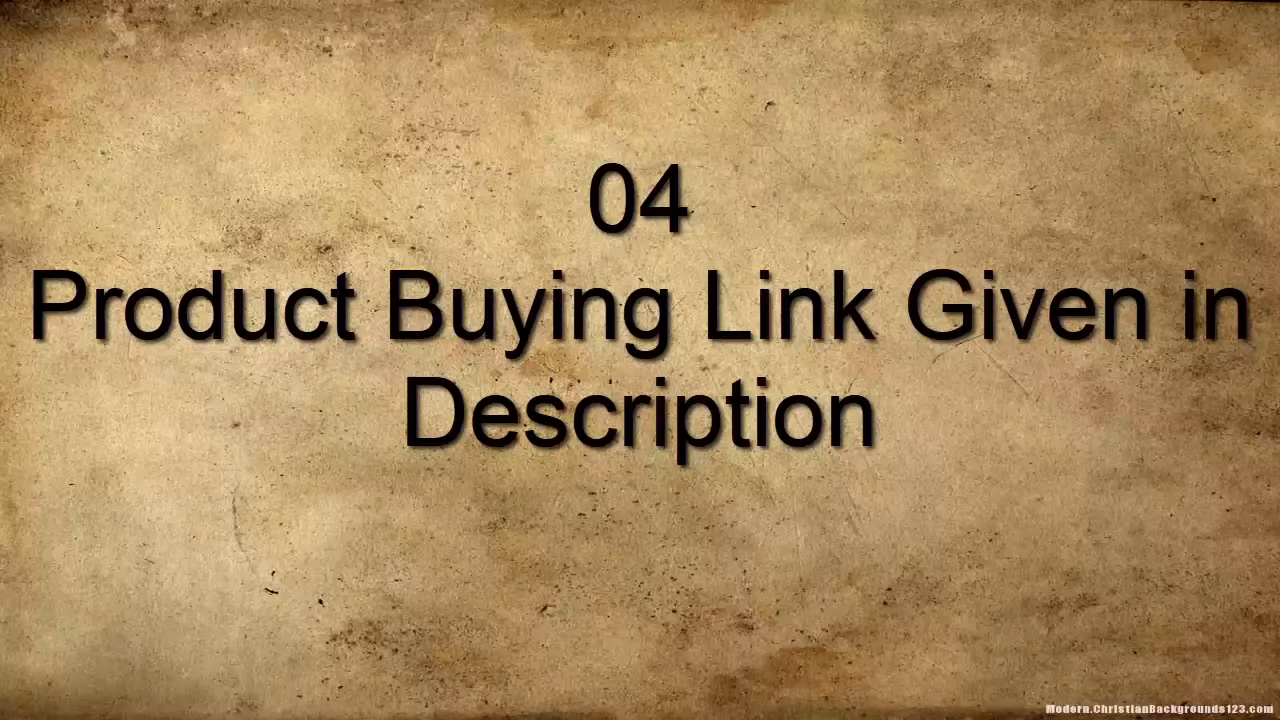 04
Product Buying Link Given in
Description
Modern.ChristianBackgrounds123.com